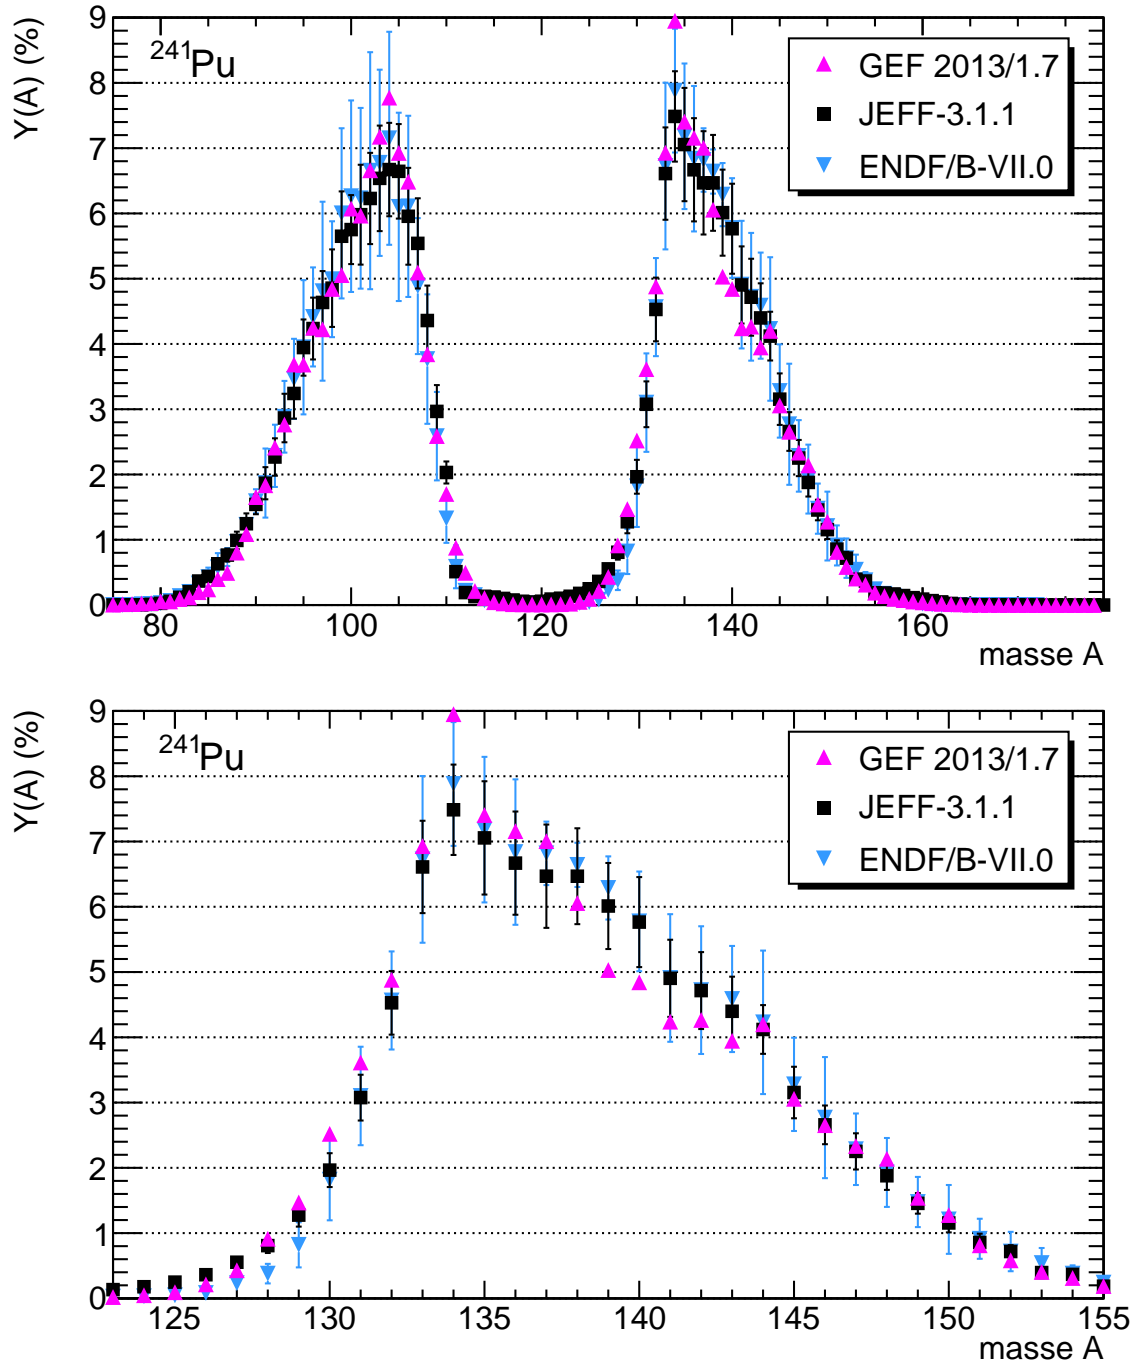 Y(A) (%)
9
8
7
6
5
4
3
2
1
0
²⁴¹Pu
GEF 2013/1.7
JEFF-3.1.1
ENDF/B-VII.0
80
100
120
140
160
masse A
Y(A) (%)
9
8
7
6
5
4
3
2
1
0
²⁴¹Pu
GEF 2013/1.7
JEFF-3.1.1
ENDF/B-VII.0
125
130
135
140
145
150
155
masse A